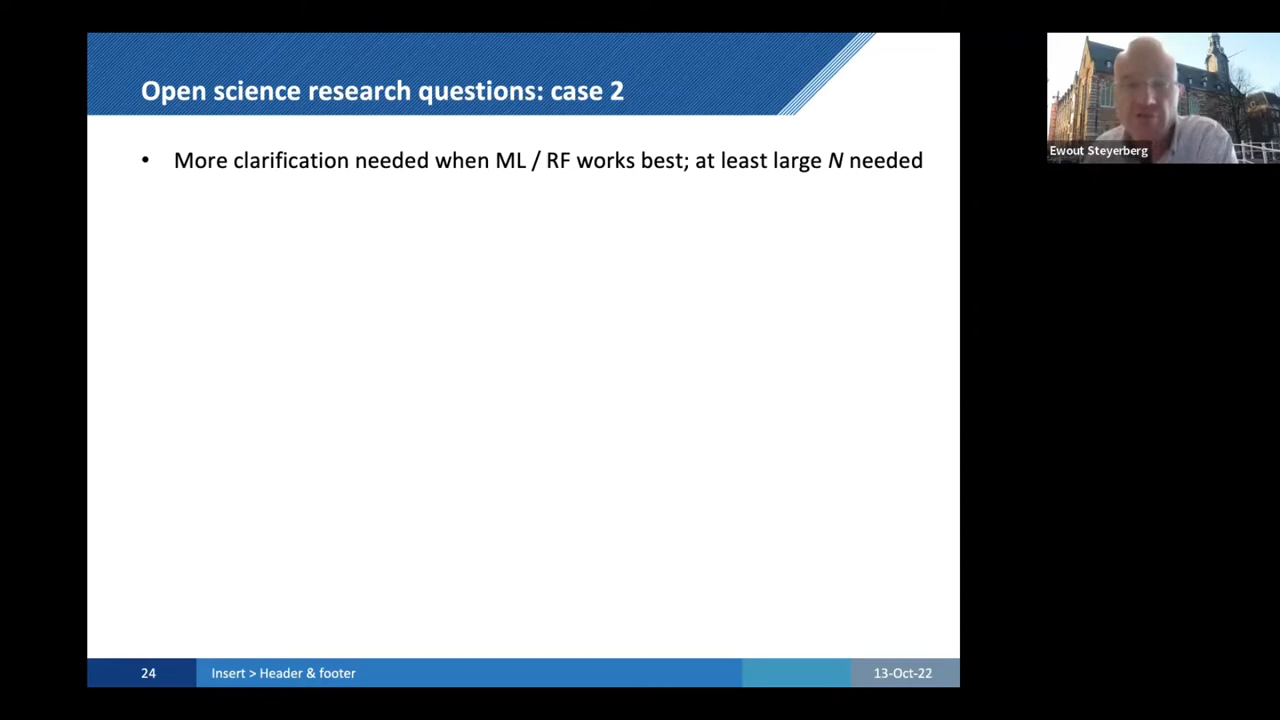 Open science research questions: case 2
• More clarification needed when ML / RF works best; at least large N needed
Ewout Steyerberg
24
Insert > Header & footer
13-Oct-22